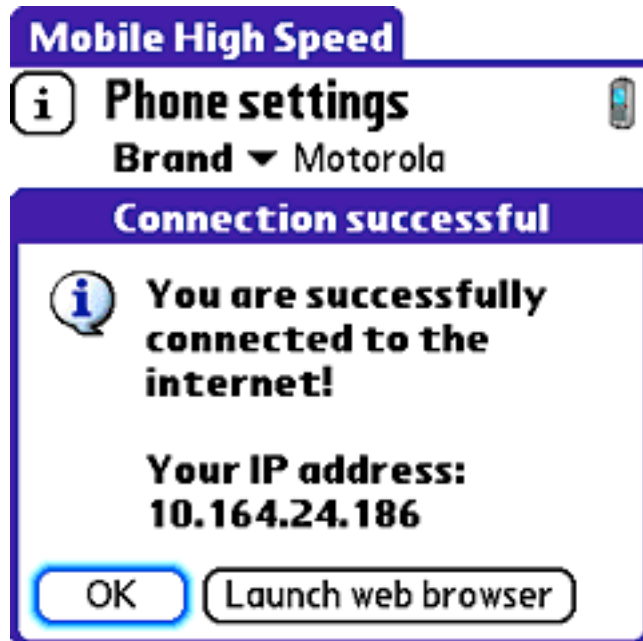 Mobile High Speed
i Phone settings
Brand Motorola
Connection successful
i You are successfully
connected to the
internet!
Your IP address:
10.164.24.186
OK Launch web browser